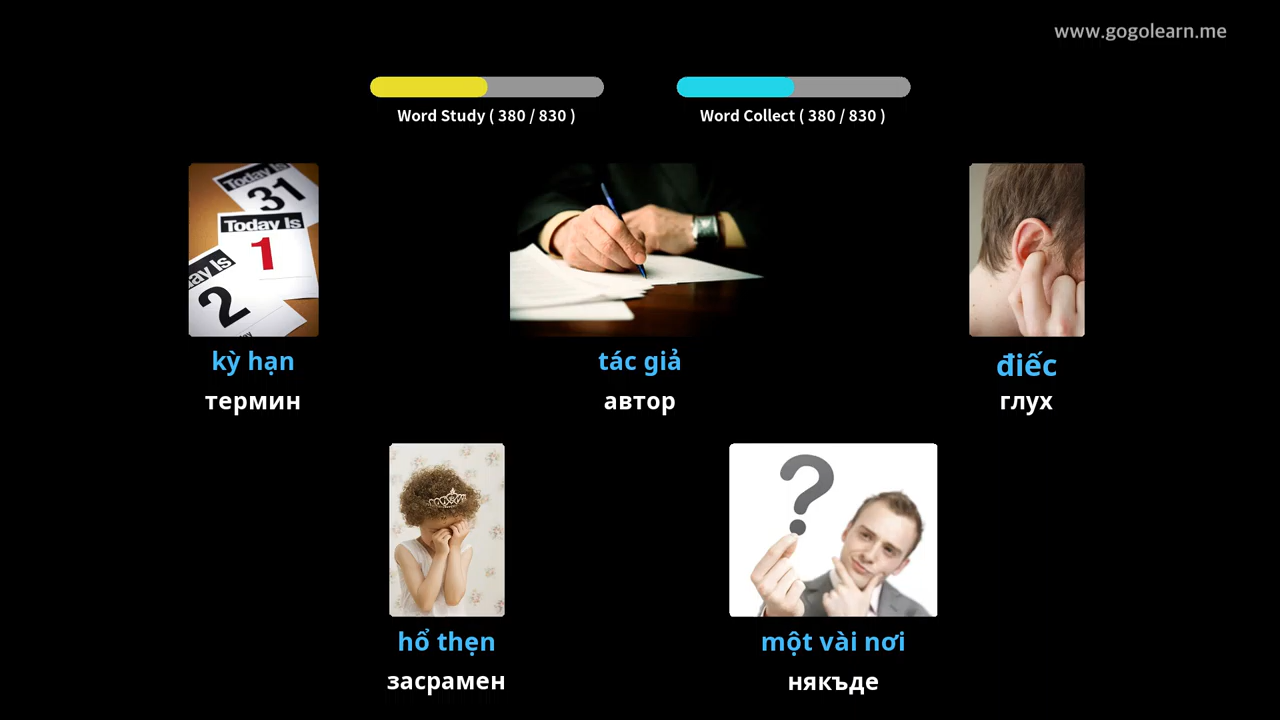 www.gogolearn.me
Word Study ( 380 / 830 )
Word Collect ( 380 / 830 )
Today Is
31
Today Is
1
ay Is
2
kỳ hạn
термин
tác giả
автор
điếc
глух
?
hổ thẹn
засрамен
một vài nơi
някъде